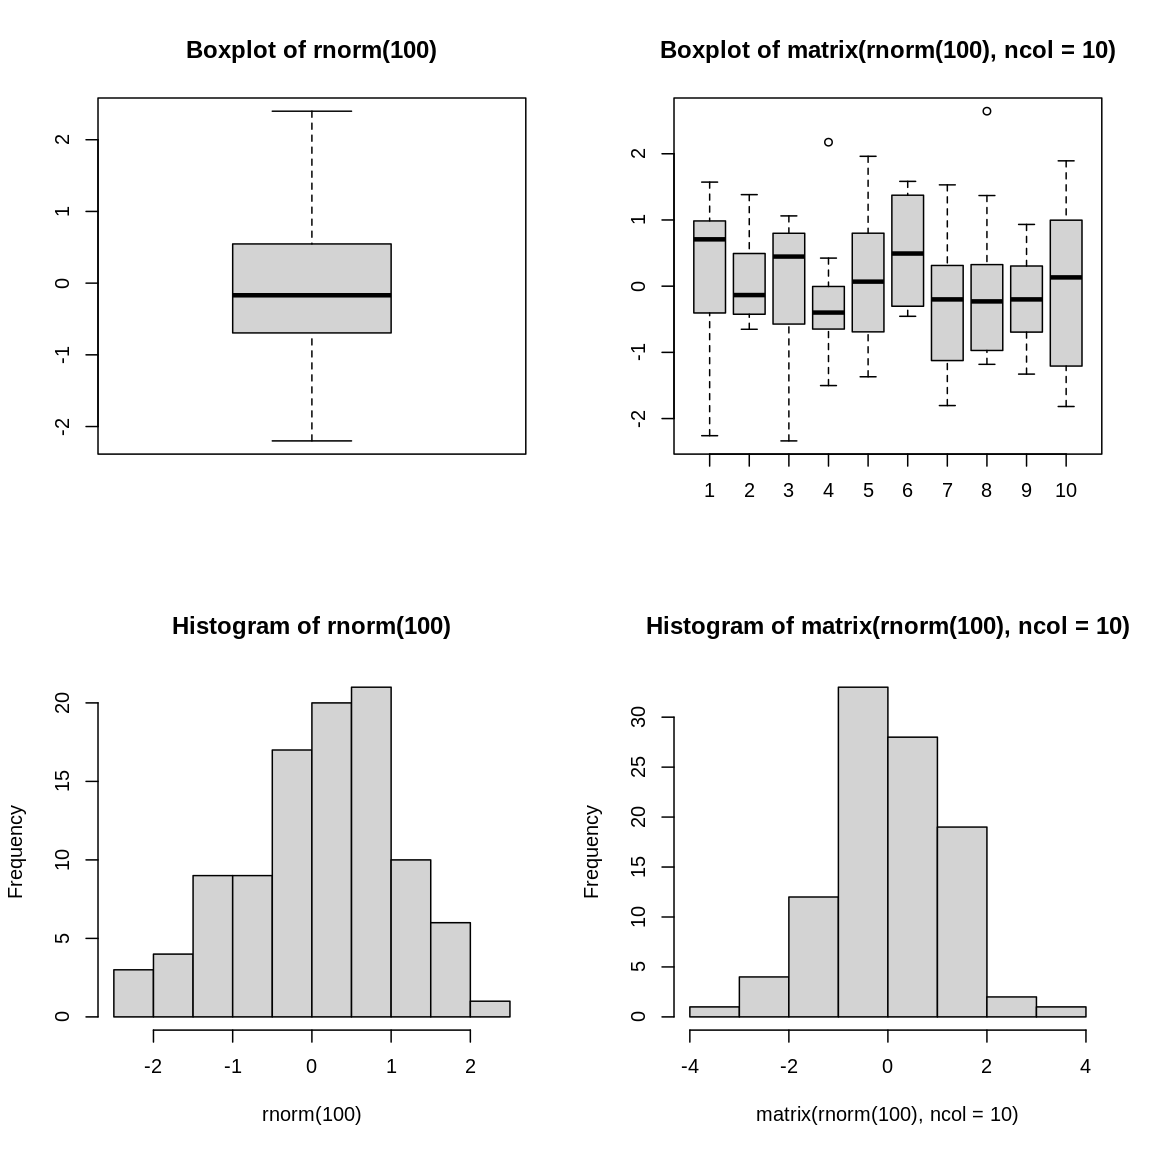 Boxplot of rnorm(100)
2
1
0
-1
-2
Boxplot of matrix(rnorm(100), ncol = 10)
2
1
0
-1
-2
1 2 3 4 5 6 7 8 9 10
Histogram of rnorm(100)
Frequency
20
15
10
5
0
-2 -1 0 1 2
rnorm(100)
Histogram of matrix(rnorm(100), ncol = 10)
Frequency
30
25
20
15
10
5
0
-4 -2 0 2 4
matrix(rnorm(100), ncol = 10)